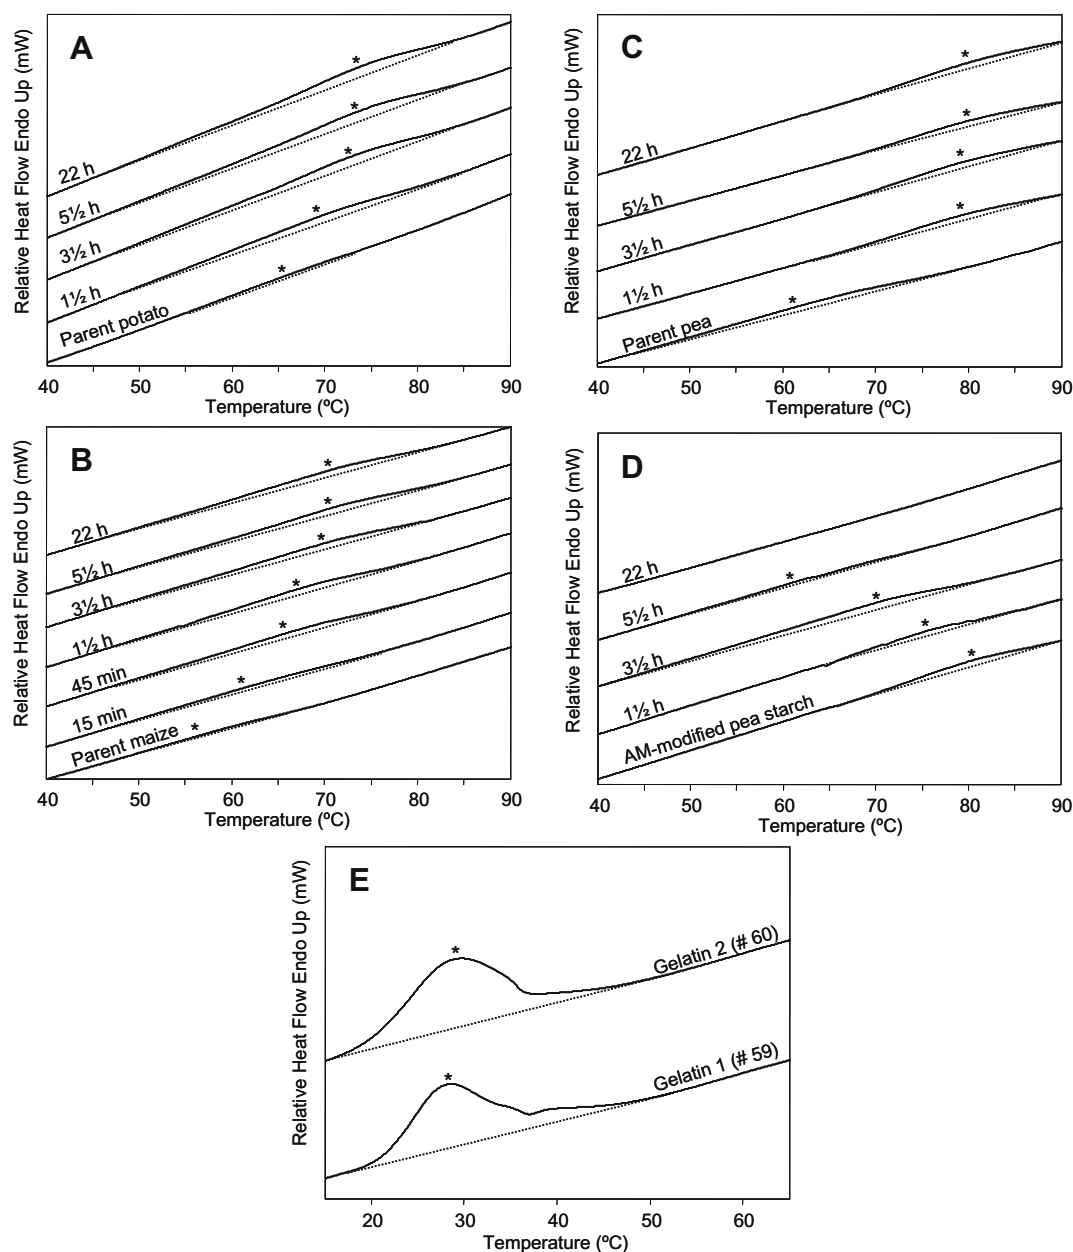 A
Relative Heat Flow Endo Up (mW)
*
*
*
*
*
22 h
5½ h
3½ h
1½ h
Parent potato
40 50 60 70 80 90
Temperature (ºC)
C
Relative Heat Flow Endo Up (mW)
*
*
*
*
*
22 h
5½ h
3½ h
1½ h
Parent pea
40 50 60 70 80 90
Temperature (ºC)
B
Relative Heat Flow Endo Up (mW)
*
*
*
*
*
*
*
22 h
5½ h
3½ h
1½ h
45 min
15 min
Parent maize
40 50 60 70 80 90
Temperature (ºC)
D
Relative Heat Flow Endo Up (mW)
*
*
*
*
22 h
5½ h
3½ h
1½ h
AM-modified pea starch
40 50 60 70 80 90
Temperature (ºC)
E
Relative Heat Flow Endo Up (mW)
*
Gelatin 2 (# 60)
*
Gelatin 1 (# 59)
20 30 40 50 60
Temperature (ºC)